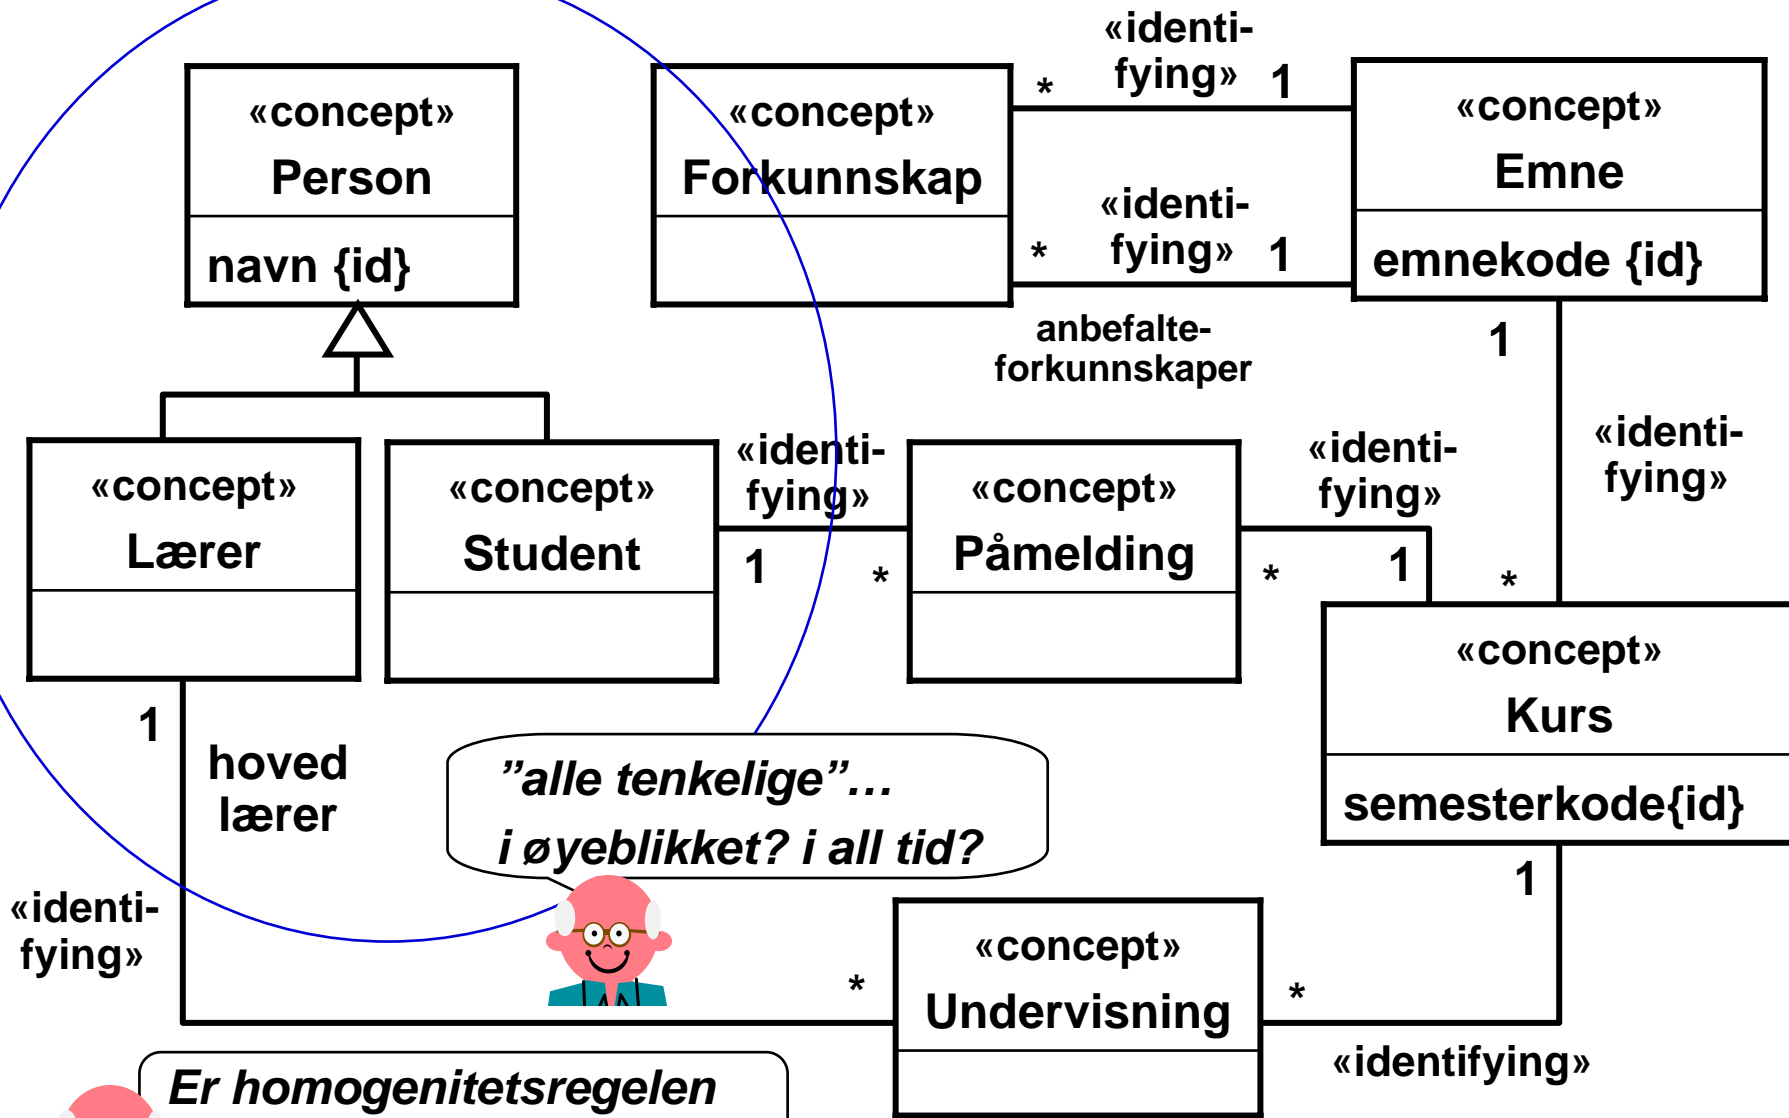 «identi-
fying»
*
1
«concept»
Person
navn {id}
«concept»
Forkunnskap
«concept»
Emne
emnekode {id}
«identi-
fying»
*
1
anbefalte-
forkunnskaper
1
«identi-
fying»
*
«concept»
Lærer
«concept»
Student
«identi-
fying»
1
*
«concept»
Påmelding
«identi-
fying»
*
1
«concept»
Kurs
semesterkode{id}
1
hoved
lærer
”alle tenkelige”...
i øyeblikket? i all tid?
«identi-
fying»
*
«concept»
Undervisning
*
1
«identifying»
Er homogenitetsregelen